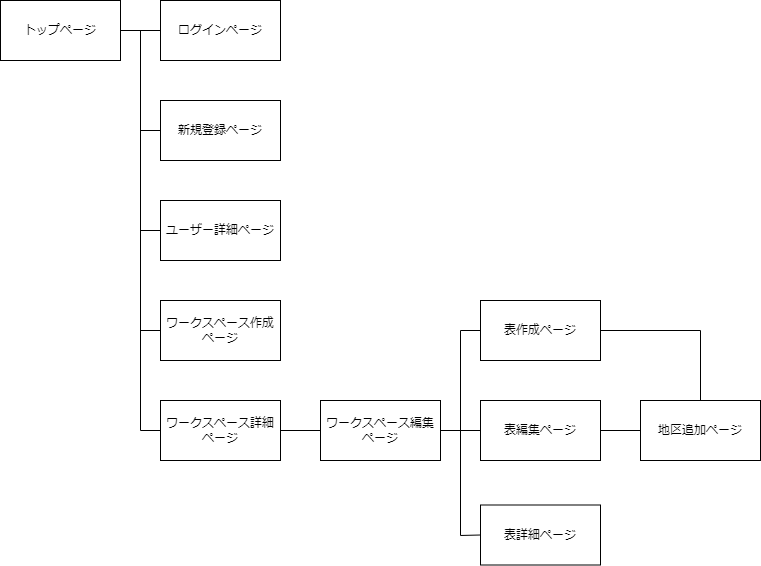 トップページ
ログインページ
新規登録ページ
ユーザー詳細ページ
ワークスペース作成
ページ
ワークスペース詳細
ページ
ワークスペース編集
ページ
表作成ページ
表編集ページ
地区追加ページ
表詳細ページ